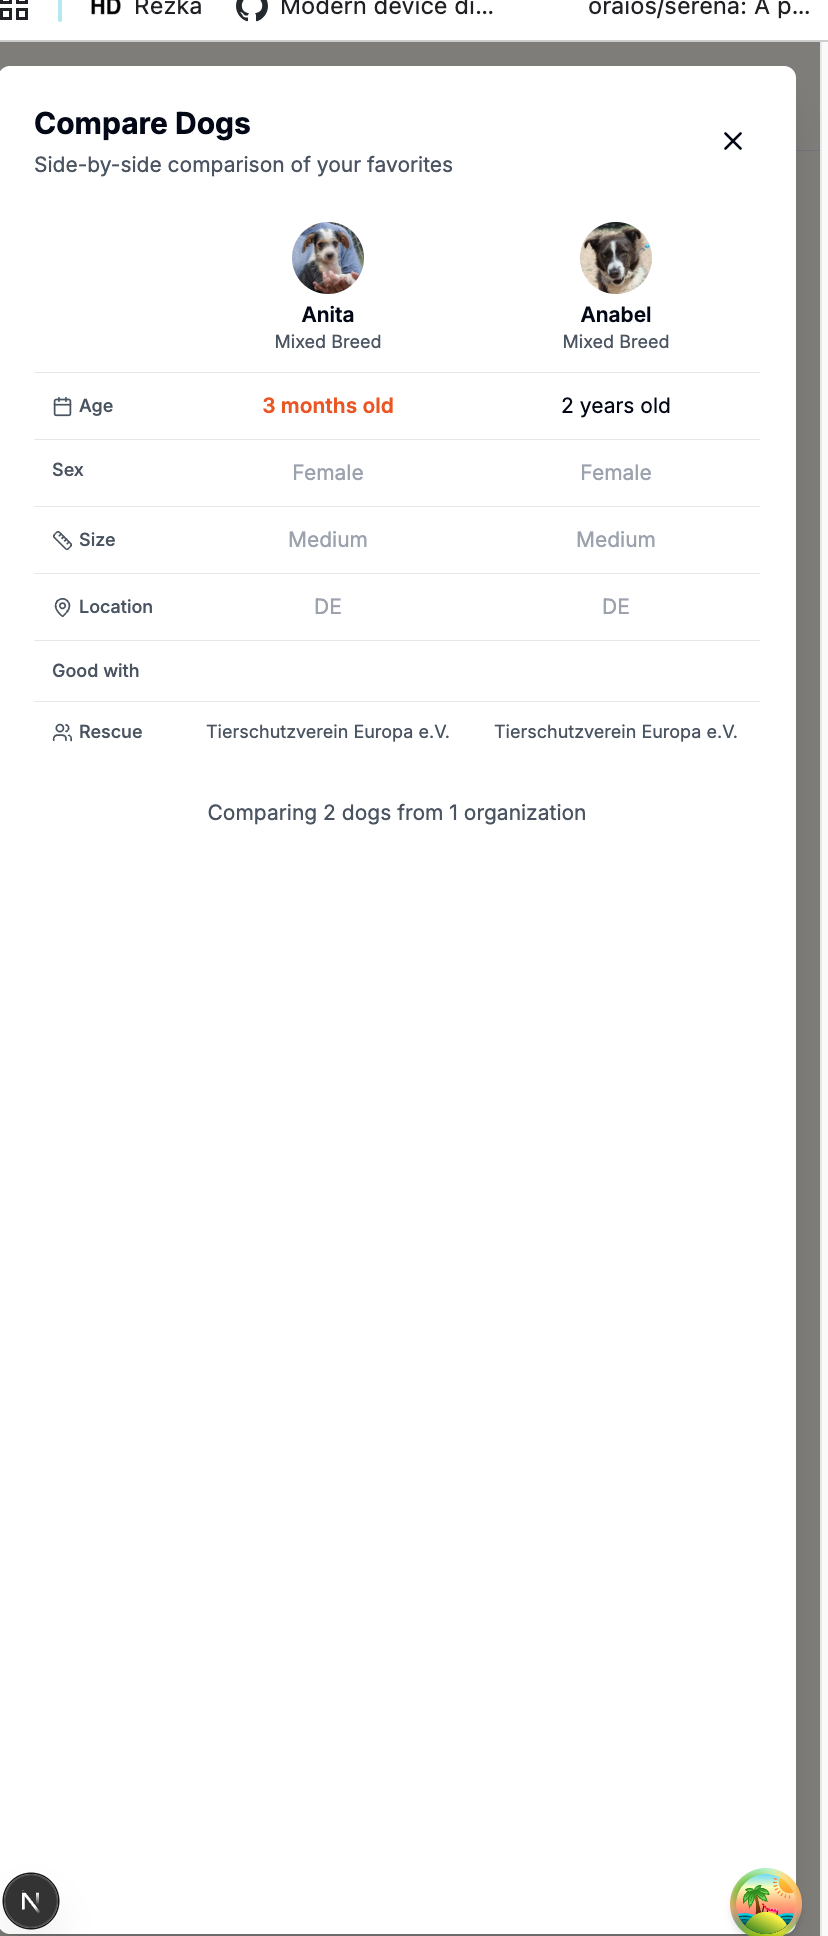 HD Rezka Modern device di... oraios/serena: A p...
Compare Dogs
Side-by-side comparison of your favorites
Anita Anabel
Mixed Breed Mixed Breed
Age 3 months old 2 years old
Sex Female Female
Size Medium Medium
Location DE DE
Good with
Rescue Tierschutzverein Europa e.V. Tierschutzverein Europa e.V.
Comparing 2 dogs from 1 organization
N